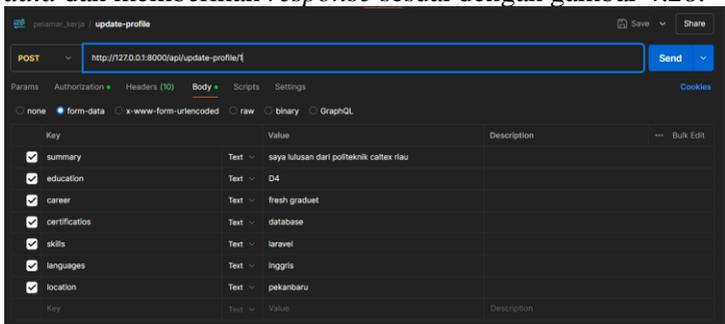 data dan memberikan response sesuai dengan gambar 4.28.
pelamar_kerja / update-profile Save Share
POST http://127.0.0.1:8000/api/update-profile/1 Send
Params Authorization Headers (10) Body Scripts Settings Cookies
none form-data x-www-form-urlencoded raw binary GraphQL
Key Value Description ••• Bulk Edit
summary Text saya lulusan dari politeknik caltex riau
education Text D4
career Text fresh graduet
certificatios Text database
skills Text laravel
languages Text inggris
location Text pekanbaru
Key Text Value Description